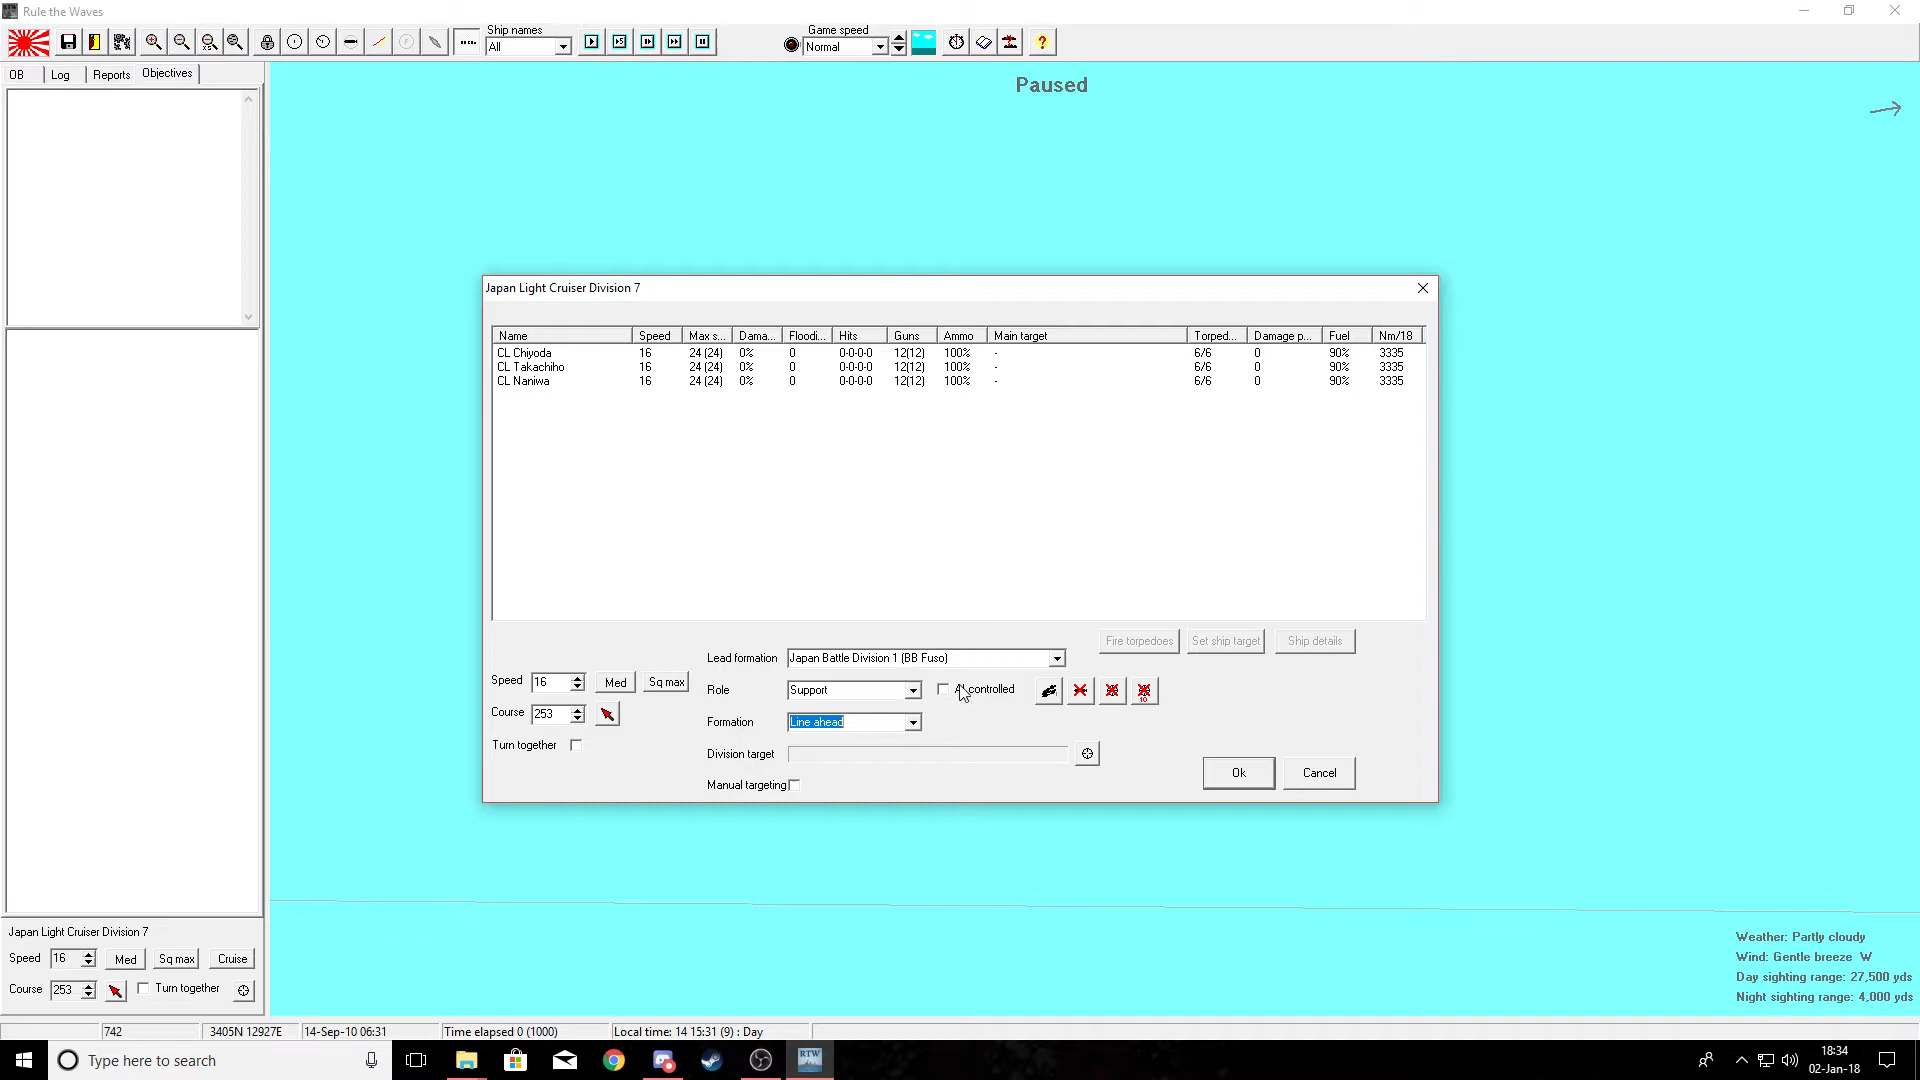 Rule the Waves
Ship names
All
Game speed
Normal
OB Log Reports Objectives
Paused
Japan Light Cruiser Division 7
Name Speed Max s... Dama... Floodi... Hits Guns Ammo Main target Torped... Damage p... Fuel Nm/18
CL Chiyoda 16 24 (24) 0% 0 0-0-0-0 12(12) 100% - 6/6 0 90% 3335
CL Takachiho 16 24 (24) 0% 0 0-0-0-0 12(12) 100% - 6/6 0 90% 3335
CL Naniwa 16 24 (24) 0% 0 0-0-0-0 12(12) 100% - 6/6 0 90% 3335
Fire torpedoes Set ship target Ship details
Lead formation Japan Battle Division 1 (BB Fuso)
Speed 16 Med Sq max
Role Support AI controlled
10
Course 253
Formation Line ahead
Turn together
Division target
Manual targeting
Ok Cancel
Japan Light Cruiser Division 7
Speed 16 Med Sq max Cruise
Course 253 Turn together
Weather: Partly cloudy
Wind: Gentle breeze W
Day sighting range: 27,500 yds
Night sighting range: 4,000 yds
742 3405N 12927E 14-Sep-10 06:31 Time elapsed 0 (1000) Local time: 14 15:31 (9) : Day
Type here to search
RTW
18:34
02-Jan-18